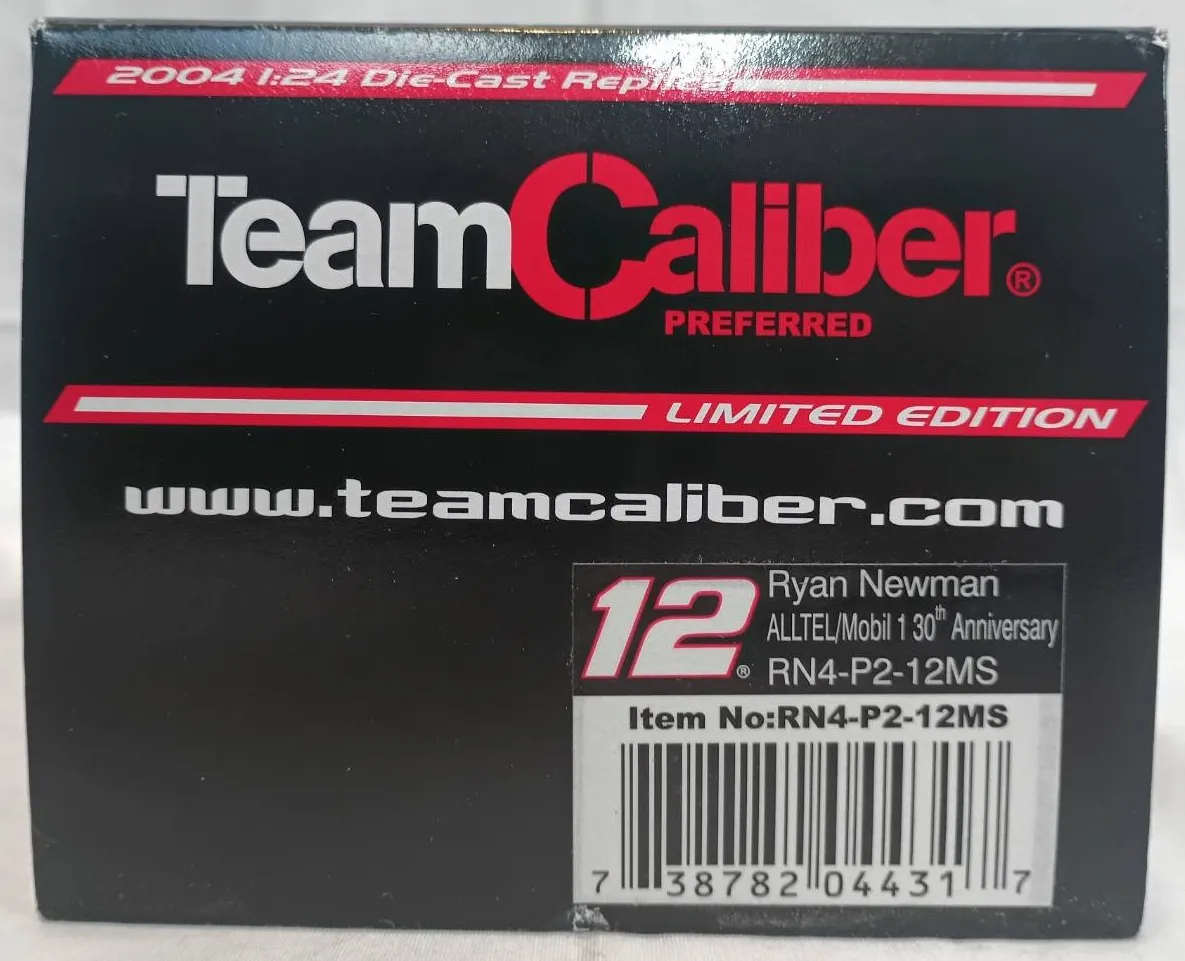 2004 1:24 Die-Cast Replica
TeamCaliber®
PREFERRED
LIMITED EDITION
www.teamcaliber.com
12®
Ryan Newman
ALLTEL/Mobil 1 30th Anniversary
RN4-P2-12MS
Item No:RN4-P2-12MS
7 38782 04431 7